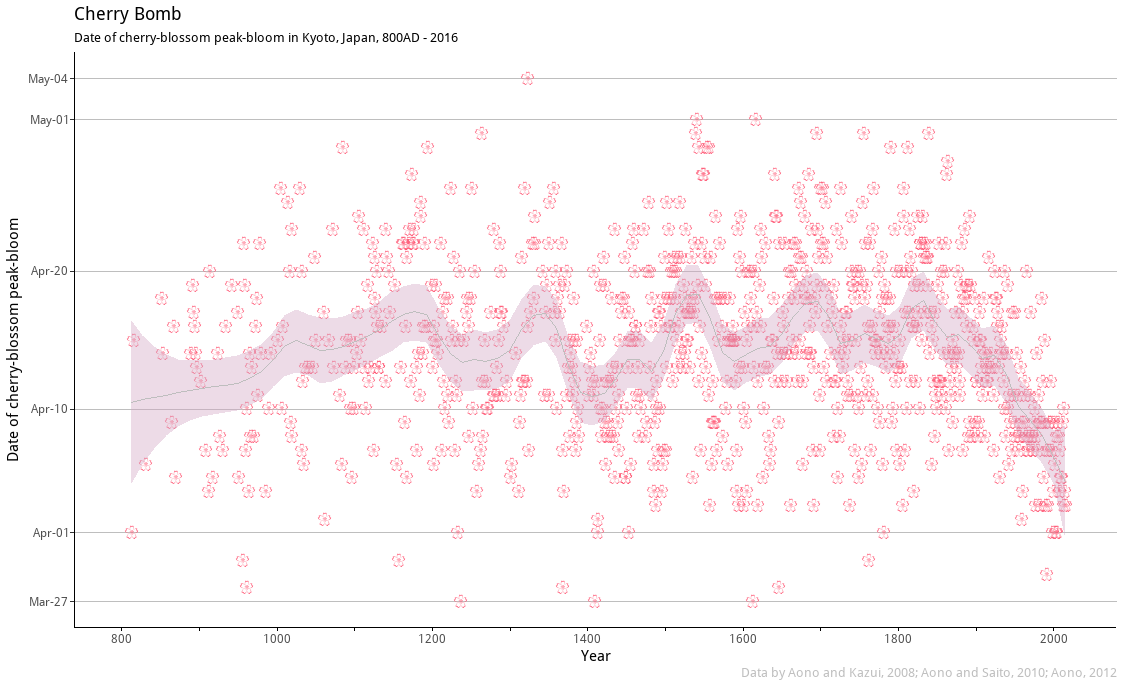 Cherry Bomb
Date of cherry-blossom peak-bloom in Kyoto, Japan, 800AD - 2016
Date of cherry-blossom peak-bloom
May-04
May-01
Apr-20
Apr-10
Apr-01
Mar-27
800 1000 1200 1400 1600 1800 2000
Year
Data by Aono and Kazui, 2008; Aono and Saito, 2010; Aono, 2012